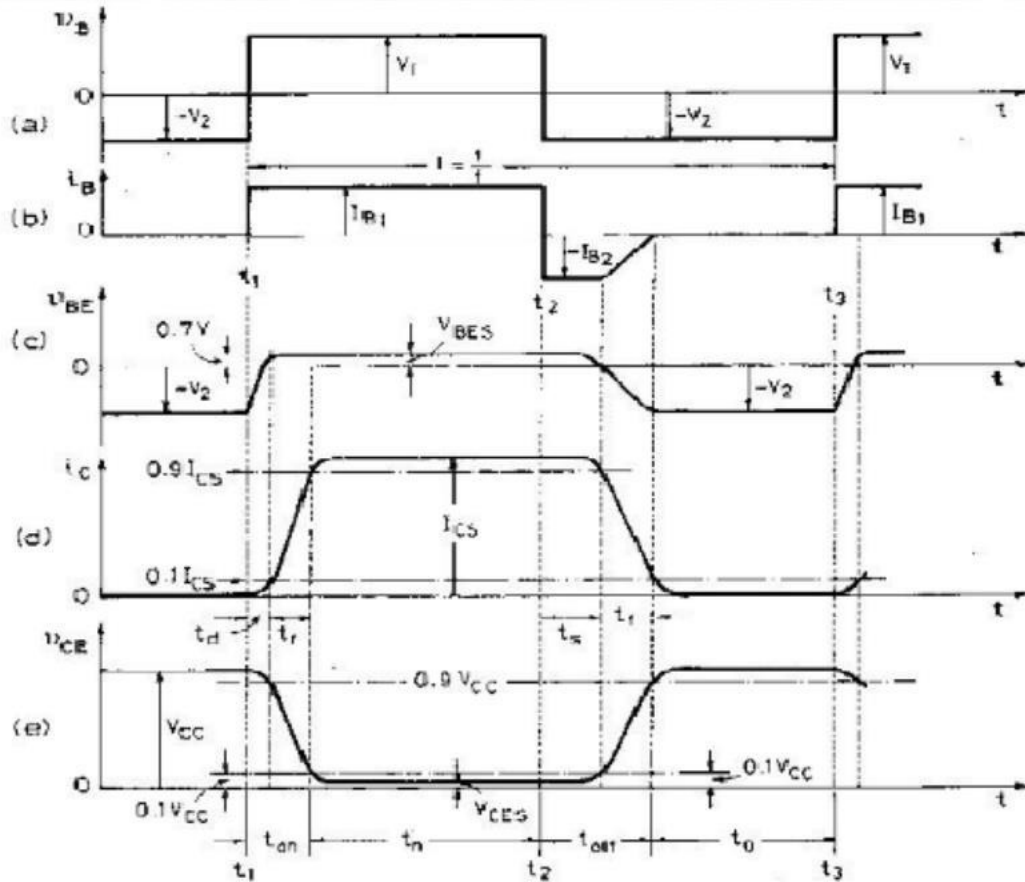 v_B
V_1
V_1
0
-V_2
-V_2
t
(a)
T = 1/f
i_B
(b)
I_B1
I_B1
0
-I_B2
t
t_1
t_2
t_3
v_BE
0.7V
V_BES
(c)
0
-V_2
-V_2
t
i_C
0.9 I_CS
I_CS
(d)
0.1 I_CS
0
t
t_d
t_r
t_s
t_f
v_CE
0.9 V_CC
(e)
V_CC
0.1 V_CC
0
0.1 V_CC
V_CES
t
t_on
t_n
t_off
t_o
t_1
t_2
t_3